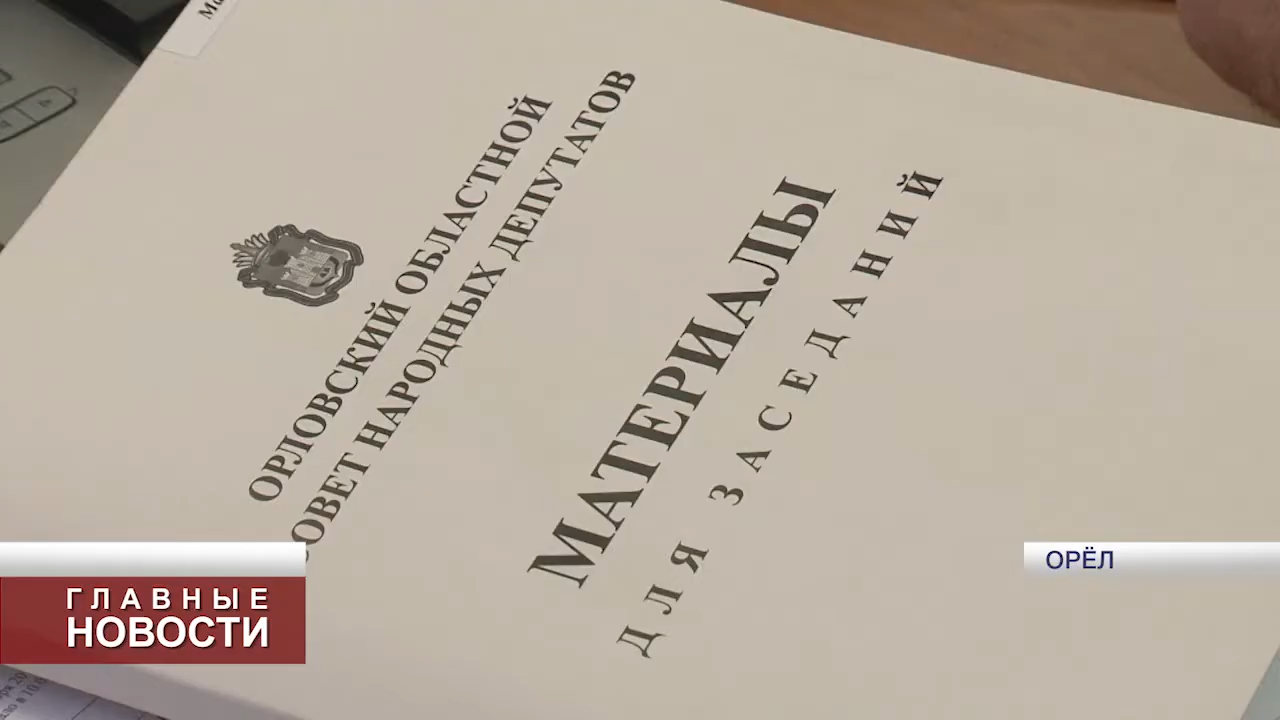 ОРЛОВСКИЙ ОБЛАСТНОЙ
СОВЕТ НАРОДНЫХ ДЕПУТАТОВ
МАТЕРИАЛЫ
ДЛЯ ЗАСЕДАНИЙ
ОРЁЛ
ГЛАВНЫЕ
НОВОСТИ